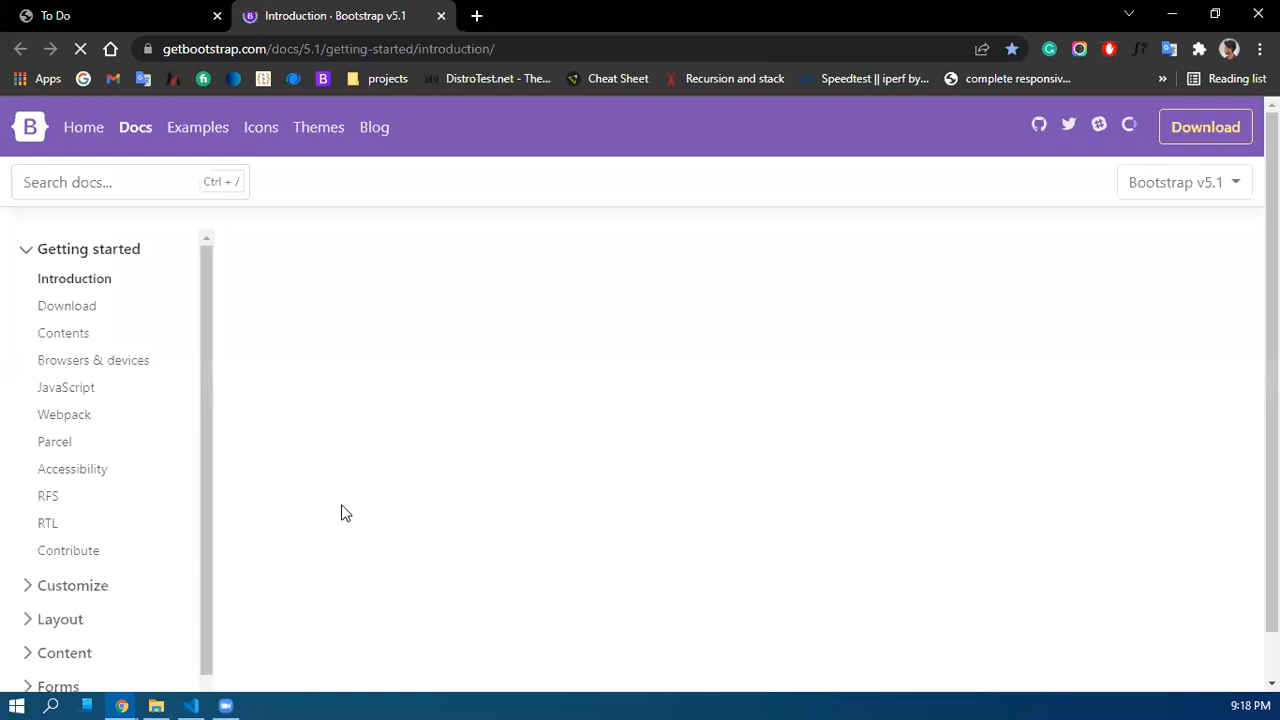 To Do
Introduction · Bootstrap v5.1
getbootstrap.com/docs/5.1/getting-started/introduction/
Apps
projects
DistroTest.net - The...
Cheat Sheet
Recursion and stack
Speedtest || iperf by...
complete responsiv...
»
Reading list
B Home Docs Examples Icons Themes Blog
Download
Search docs... Ctrl + /
Bootstrap v5.1
Getting started
Introduction
Download
Contents
Browsers & devices
JavaScript
Webpack
Parcel
Accessibility
RFS
RTL
Contribute
Customize
Layout
Content
Forms
9:18 PM